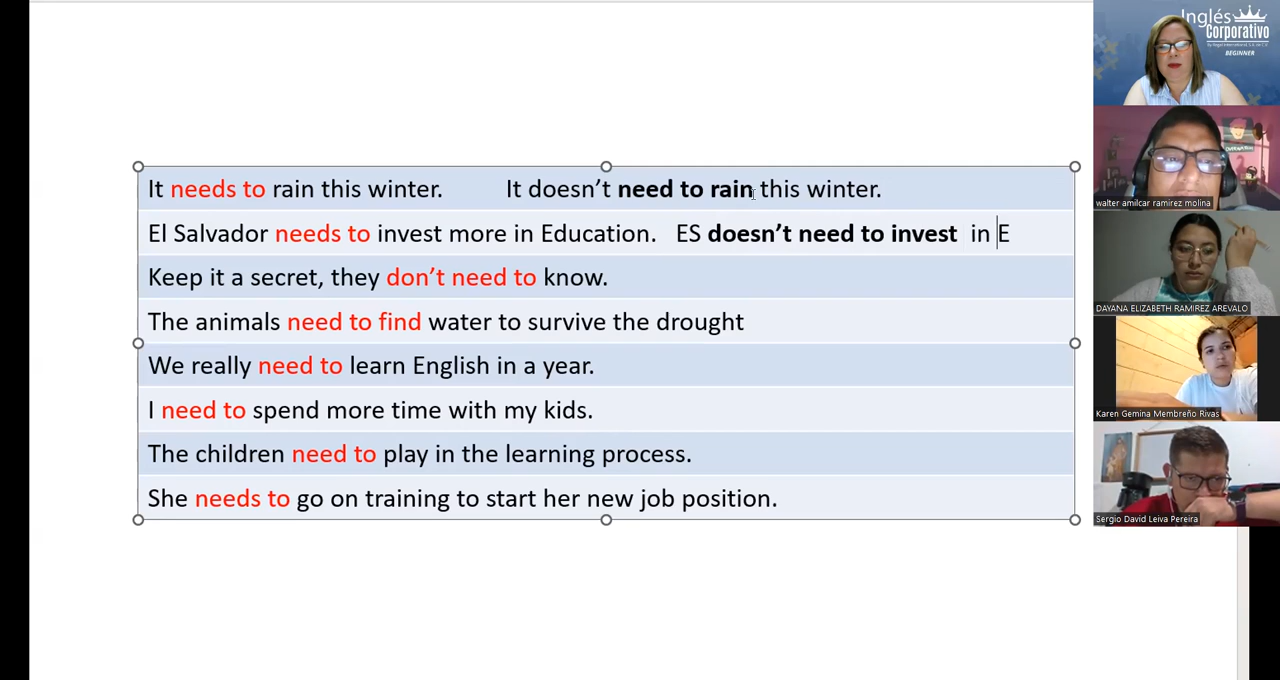 It needs to rain this winter. It doesn't need to rain this winter.
El Salvador needs to invest more in Education. ES doesn't need to invest in E
Keep it a secret, they don't need to know.
The animals need to find water to survive the drought
We really need to learn English in a year.
I need to spend more time with my kids.
The children need to play in the learning process.
She needs to go on training to start her new job position.
Inglés
Corporativo
BEGINNER
walter amilcar ramirez molina
DAYANA ELIZABETH RAMIREZ AREVALO
Karen Gemina Membreño Rivas
Sergio David Leiva Pereira